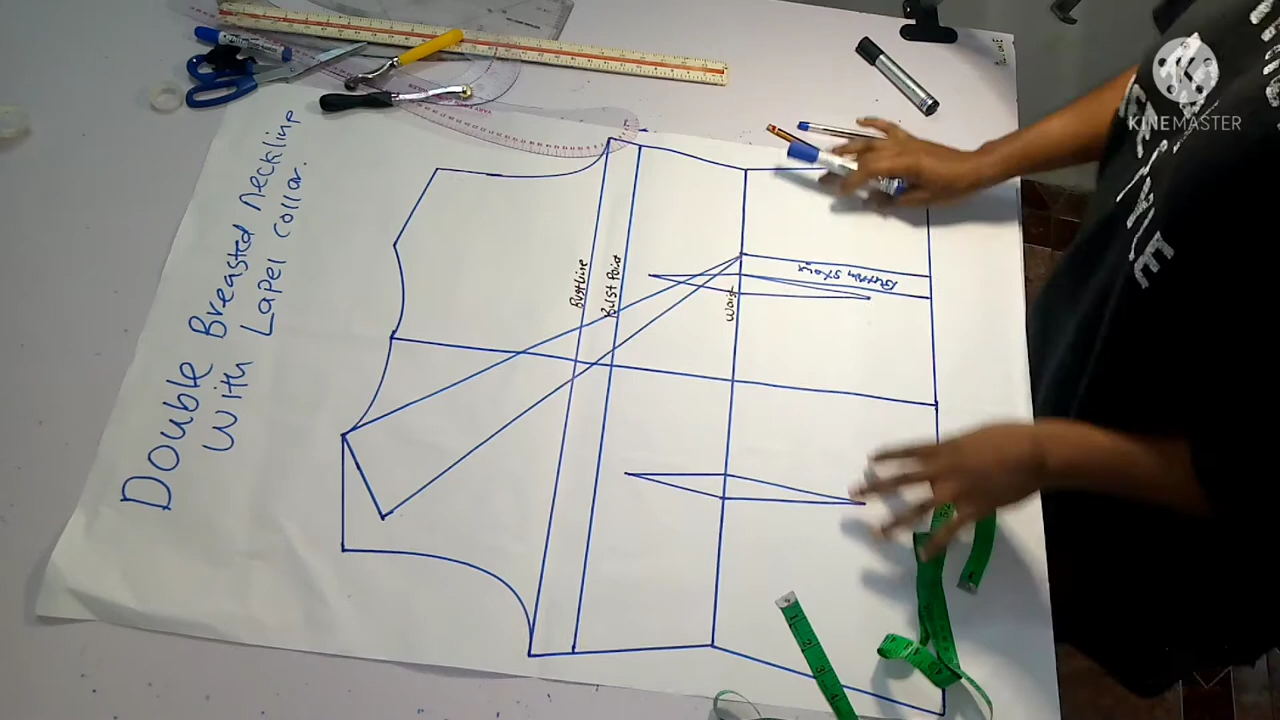 Double Breasted neckline
with Lapel collar.
Bustline
Bust Point
Waist
Button stand
KINEMASTER